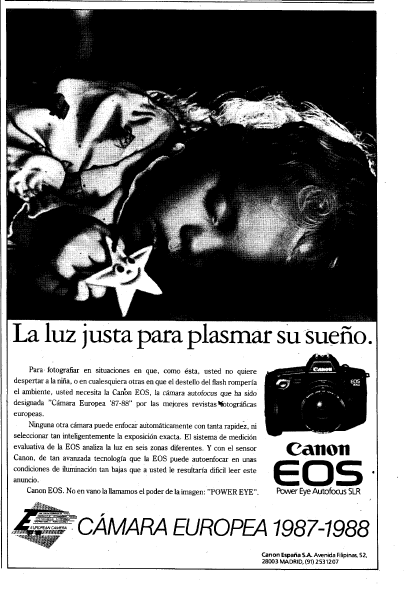 La luz justa para plasmar su sueño.
Para fotografiar en situaciones en que, como ésta, usted no quiere
despertar a la niña, o en cualesquiera otras en que el destello del flash rompería
el ambiente, usted necesita la Canon EOS, la cámara autofocus que ha sido
designada "Cámara Europea '87-88" por las mejores revistas fotográficas
europeas.
Ninguna otra cámara puede enfocar automáticamente con tanta rapidez, ni
seleccionar tan inteligentemente la exposición exacta. El sistema de medición
evaluativa de la EOS analiza la luz en seis zonas diferentes. Y con el sensor
Canon, de tan avanzada tecnología que la EOS puede autoenfocar en unas
condiciones de iluminación tan bajas que a usted le resultaría difícil leer este
anuncio.
Canon EOS. No en vano la llamamos el poder de la imagen: "POWER EYE".
Canon
EOS
Canon
EOS
Power Eye Autofocus SLR
EUROPEAN CAMERA
CÁMARA EUROPEA 1987-1988
Canon España S.A. Avenida Filipinas, 52,
28003 MADRID, (91) 253 12 07